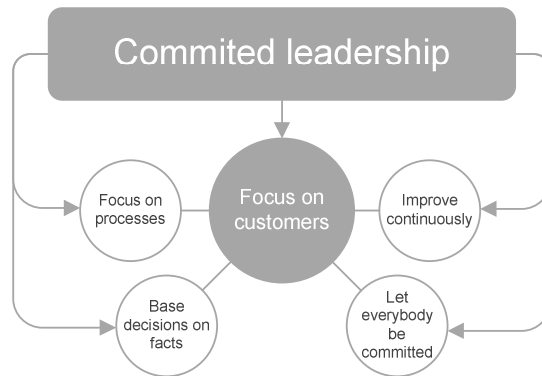 Commited leadership
Focus on
processes
Focus on
customers
Improve
continuously
Base
decisions on
facts
Let
everybody
be
committed